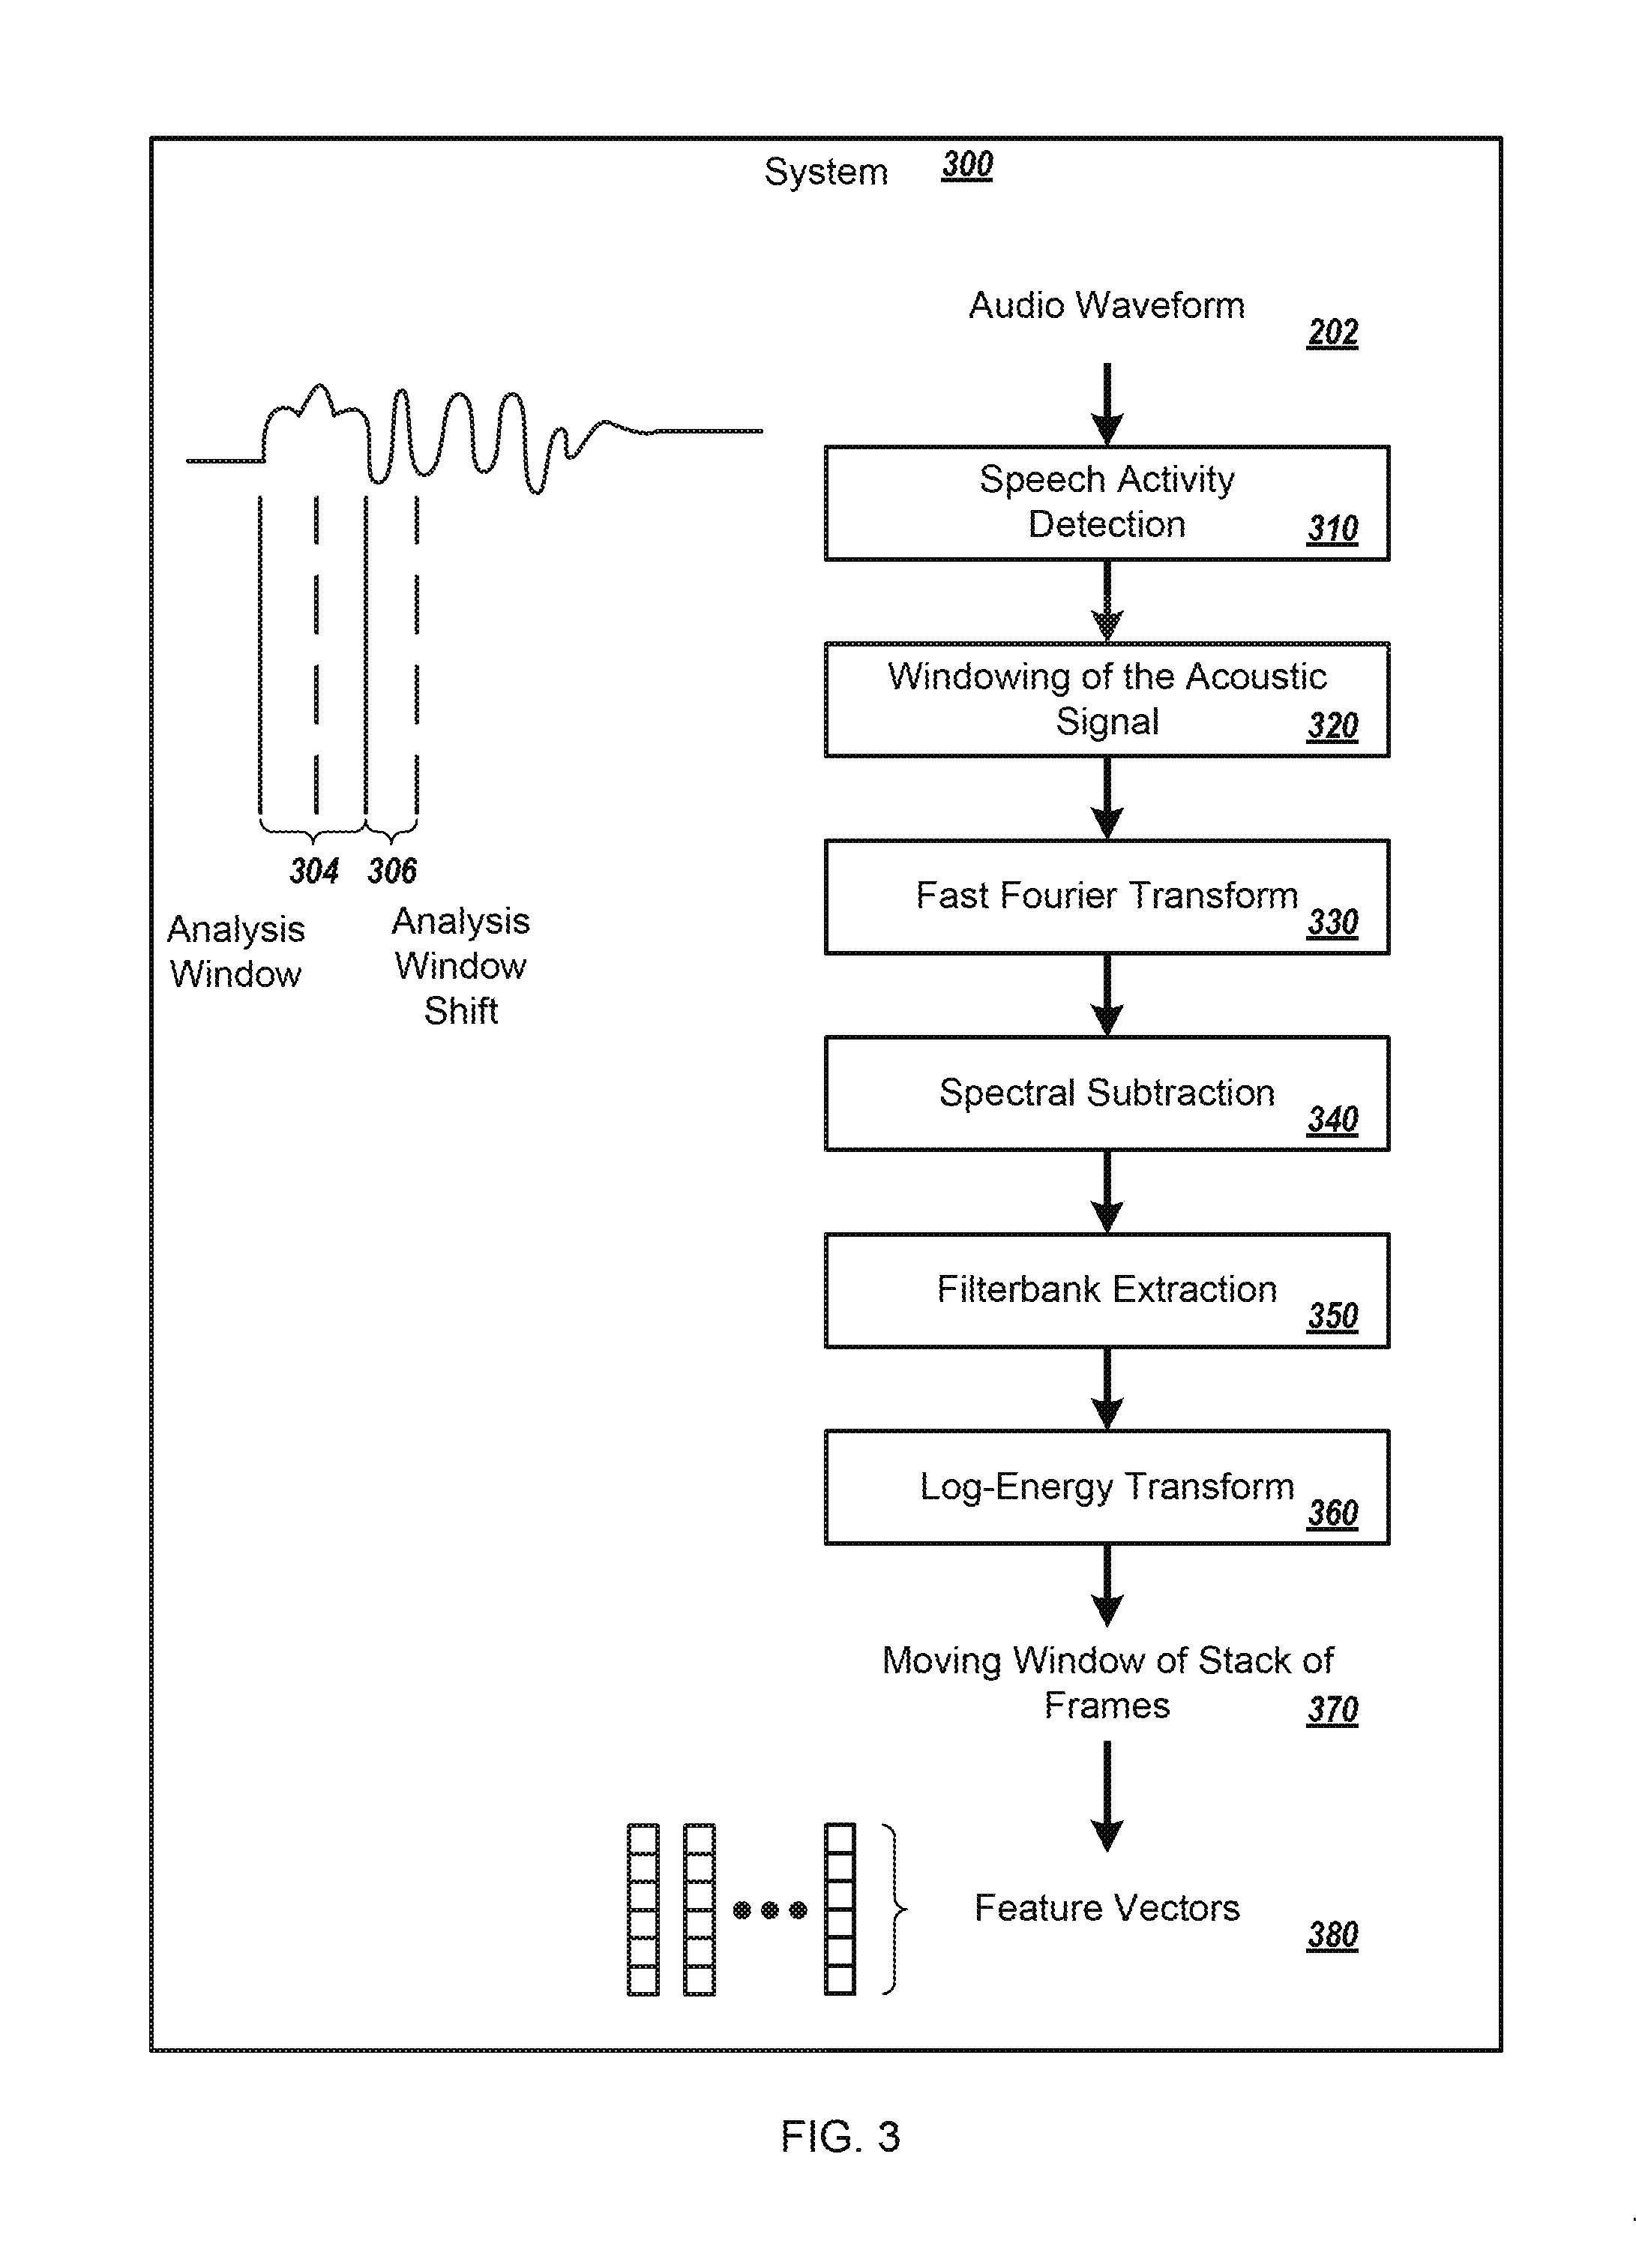 System 300
Audio Waveform
202
Speech Activity
Detection 310
Windowing of the Acoustic
Signal 320
304 306
Analysis
Window
Analysis
Window
Shift
Fast Fourier Transform
330
Spectral Subtraction
340
Filterbank Extraction
350
Log-Energy Transform
360
Moving Window of Stack of
Frames 370
Feature Vectors
380
FIG. 3